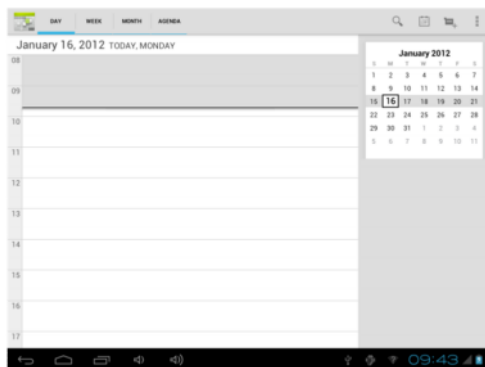 DAY WEEK MONTH AGENDA
January 16, 2012 TODAY, MONDAY
08
09
10
11
12
13
14
15
16
17
January 2012
S M T W T F S
1 2 3 4 5 6 7
8 9 10 11 12 13 14
15 16 17 18 19 20 21
22 23 24 25 26 27 28
29 30 31 1 2 3 4
5 6 7 8 9 10 11
09:43